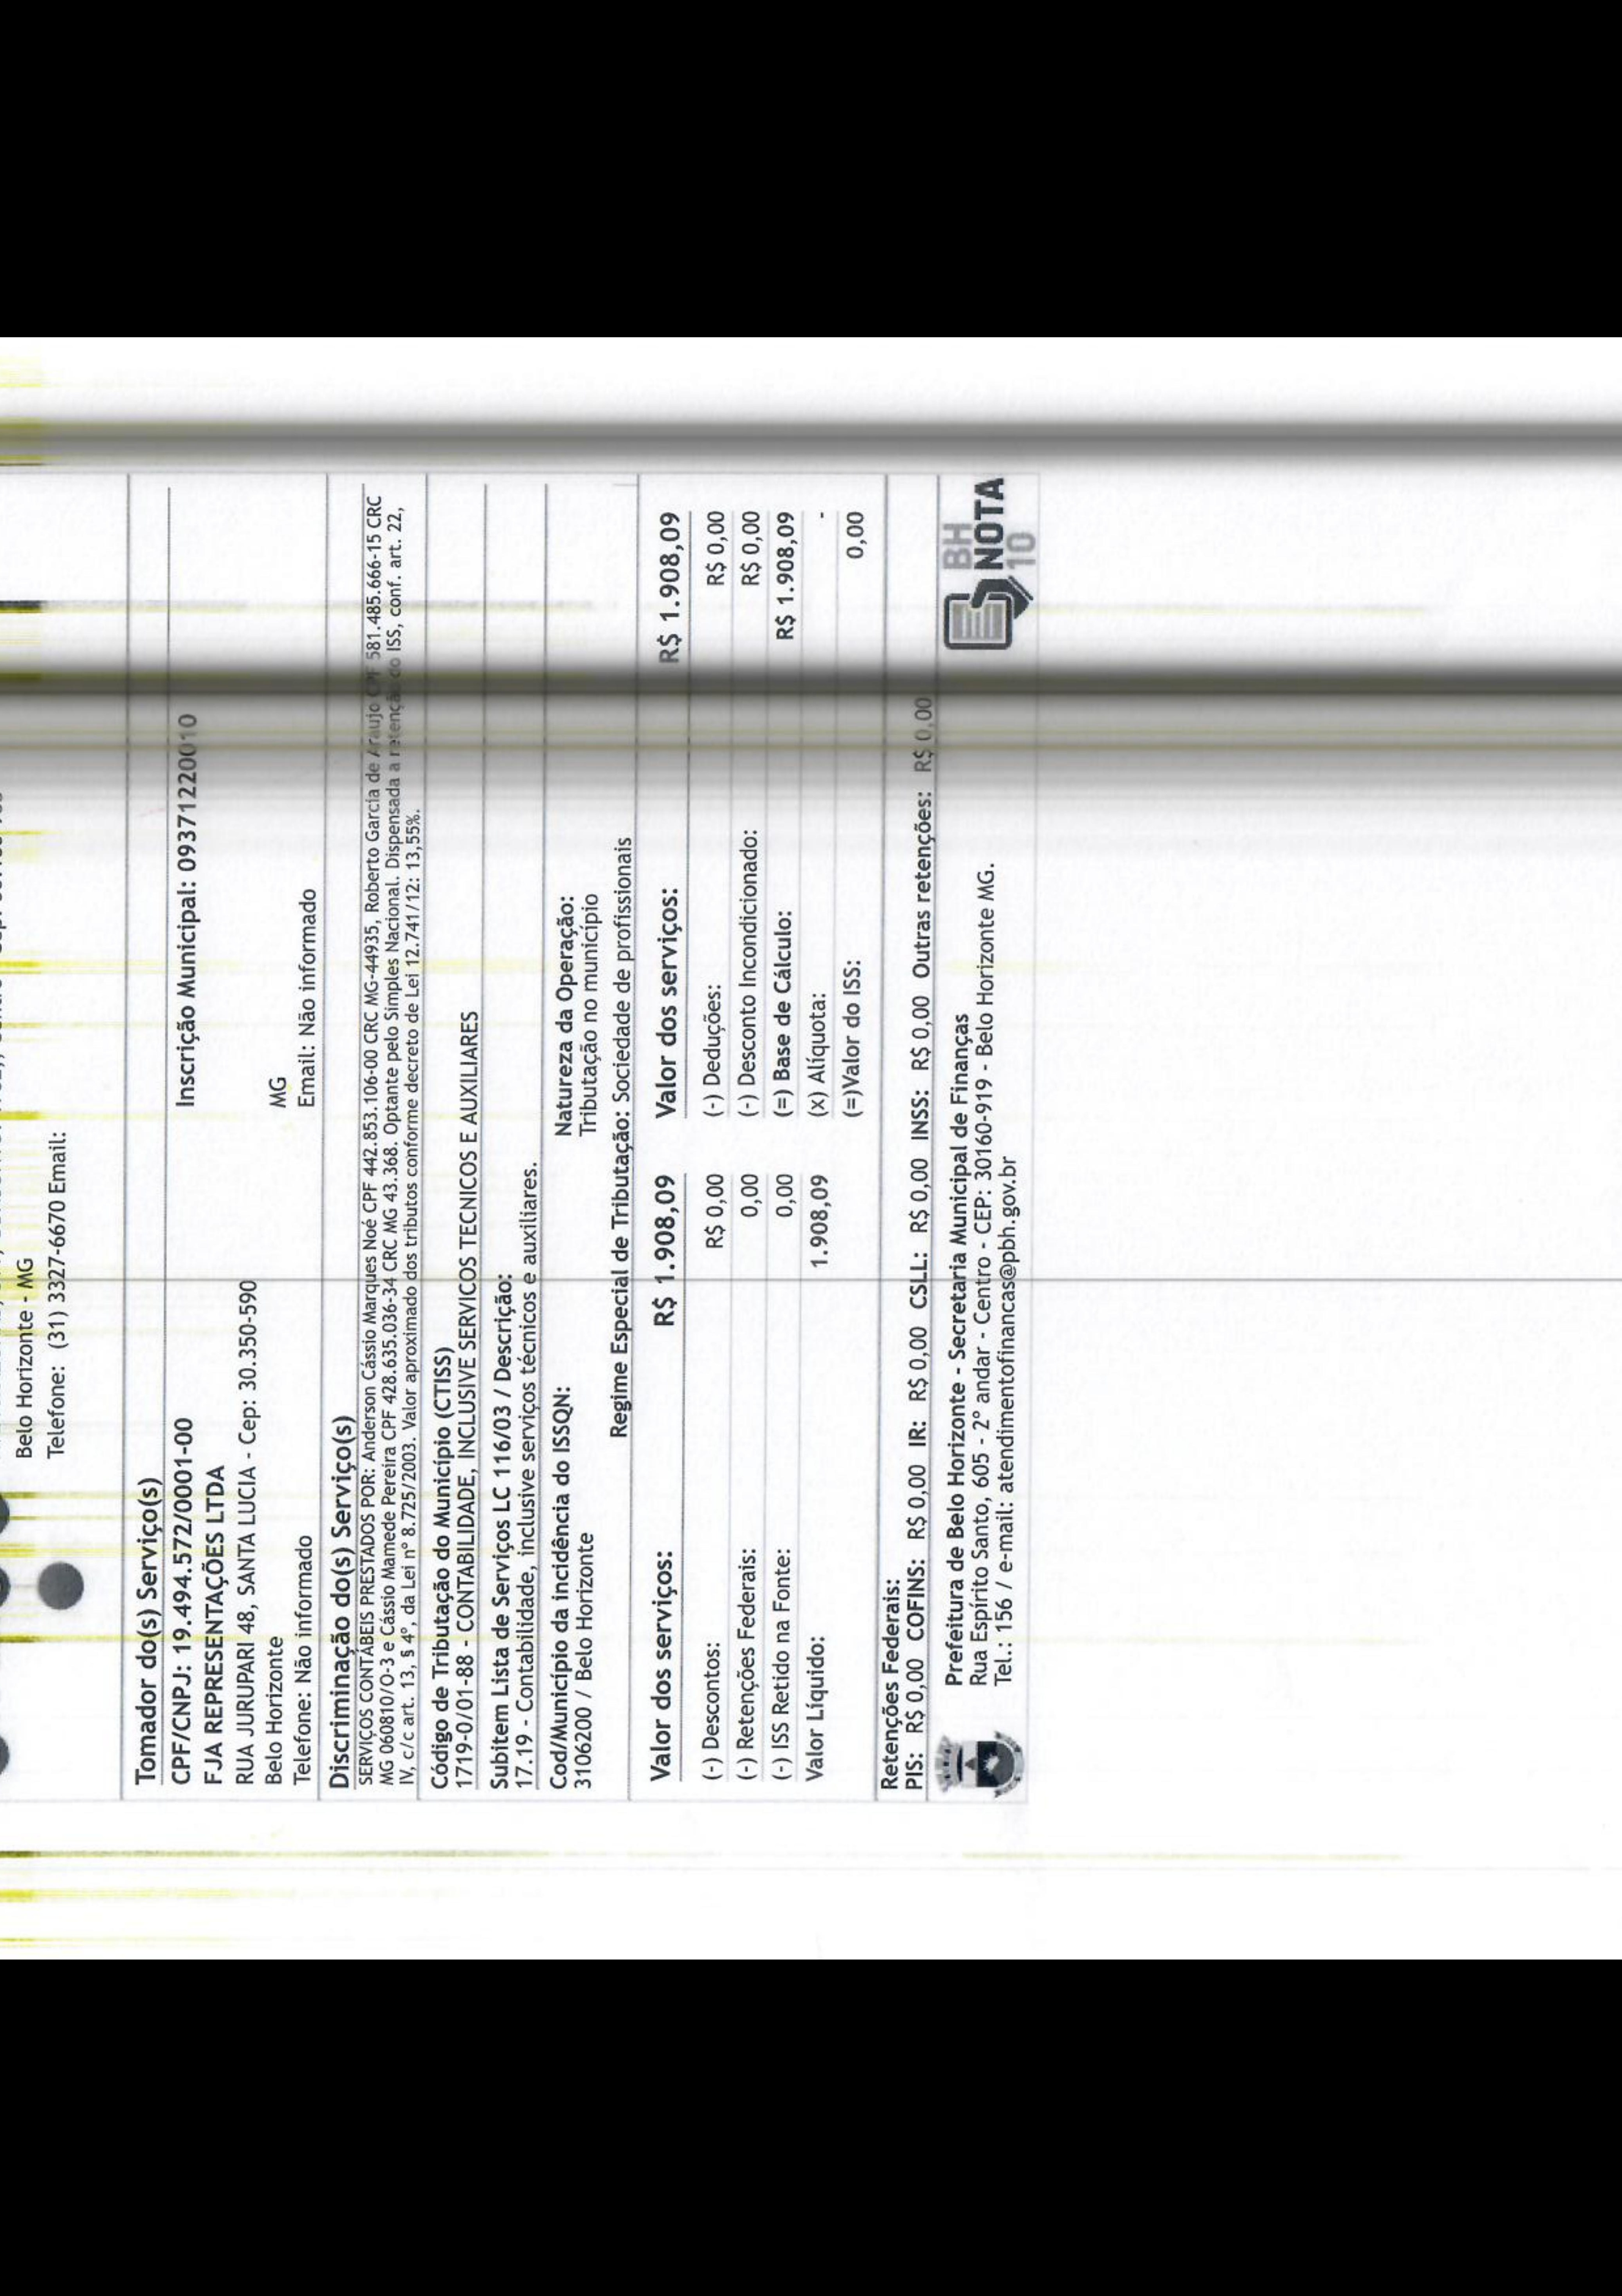 Belo Horizonte - MG
Telefone: (31) 3327-6670 Email:
Tomador do(s) Serviço(s)
CPF/CNPJ: 19.494.572/0001-00 Inscrição Municipal: 09371220010
FJA REPRESENTAÇÕES LTDA
RUA JURUPARI 48, SANTA LUCIA - Cep: 30.350-590
Belo Horizonte MG
Telefone: Não informado Email: Não informado
Discriminação do(s) Serviço(s)
SERVIÇOS CONTÁBEIS PRESTADOS POR: Anderson Cássio Marques Noé CPF 442.853.106-00 CRC MG-44935, Roberto Garcia de Araujo CPF 581.485.666-15 CRC
MG 060810/O-3 e Cássio Mamede Pereira CPF 428.635.036-34 CRC MG 43.368. Optante pelo Simples Nacional. Dispensada a retenção do ISS, conf. art. 22,
IV, c/c art. 13, § 4º, da Lei nº 8.725/2003. Valor aproximado dos tributos conforme decreto de Lei 12.741/12: 13,55%.
Código de Tributação do Município (CTISS)
1719-0/01-88 - CONTABILIDADE, INCLUSIVE SERVICOS TECNICOS E AUXILIARES
Subitem Lista de Serviços LC 116/03 / Descrição:
17.19 - Contabilidade, inclusive serviços técnicos e auxiliares.
Cod/Município da incidência do ISSQN: Natureza da Operação:
3106200 / Belo Horizonte Tributação no município
Regime Especial de Tributação: Sociedade de profissionais
Valor dos serviços: R$ 1.908,09 Valor dos serviços: R$ 1.908,09
(-) Descontos: R$ 0,00 (-) Deduções: R$ 0,00
(-) Retenções Federais: 0,00 (-) Desconto Incondicionado: R$ 0,00
(-) ISS Retido na Fonte: 0,00 (=) Base de Cálculo: R$ 1.908,09
Valor Líquido: 1.908,09 (x) Alíquota: -
(=)Valor do ISS: 0,00
Retenções Federais:
PIS: R$ 0,00 COFINS: R$ 0,00 IR: R$ 0,00 CSLL: R$ 0,00 INSS: R$ 0,00 Outras retenções: R$ 0,00
Prefeitura de Belo Horizonte - Secretaria Municipal de Finanças
Rua Espírito Santo, 605 - 2º andar - Centro - CEP: 30160-919 - Belo Horizonte MG.
Tel.: 156 / e-mail: atendimentofinancas@pbh.gov.br
BH
NOTA
10